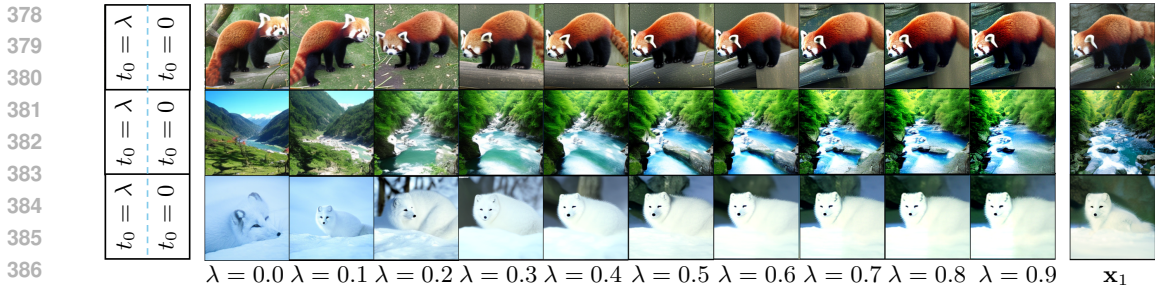 378
379
380
381
382
383
384
385
386
t₀ = λ
t₀ = 0
t₀ = λ
t₀ = 0
t₀ = λ
t₀ = 0
λ = 0.0 λ = 0.1 λ = 0.2 λ = 0.3 λ = 0.4 λ = 0.5 λ = 0.6 λ = 0.7 λ = 0.8 λ = 0.9 x₁